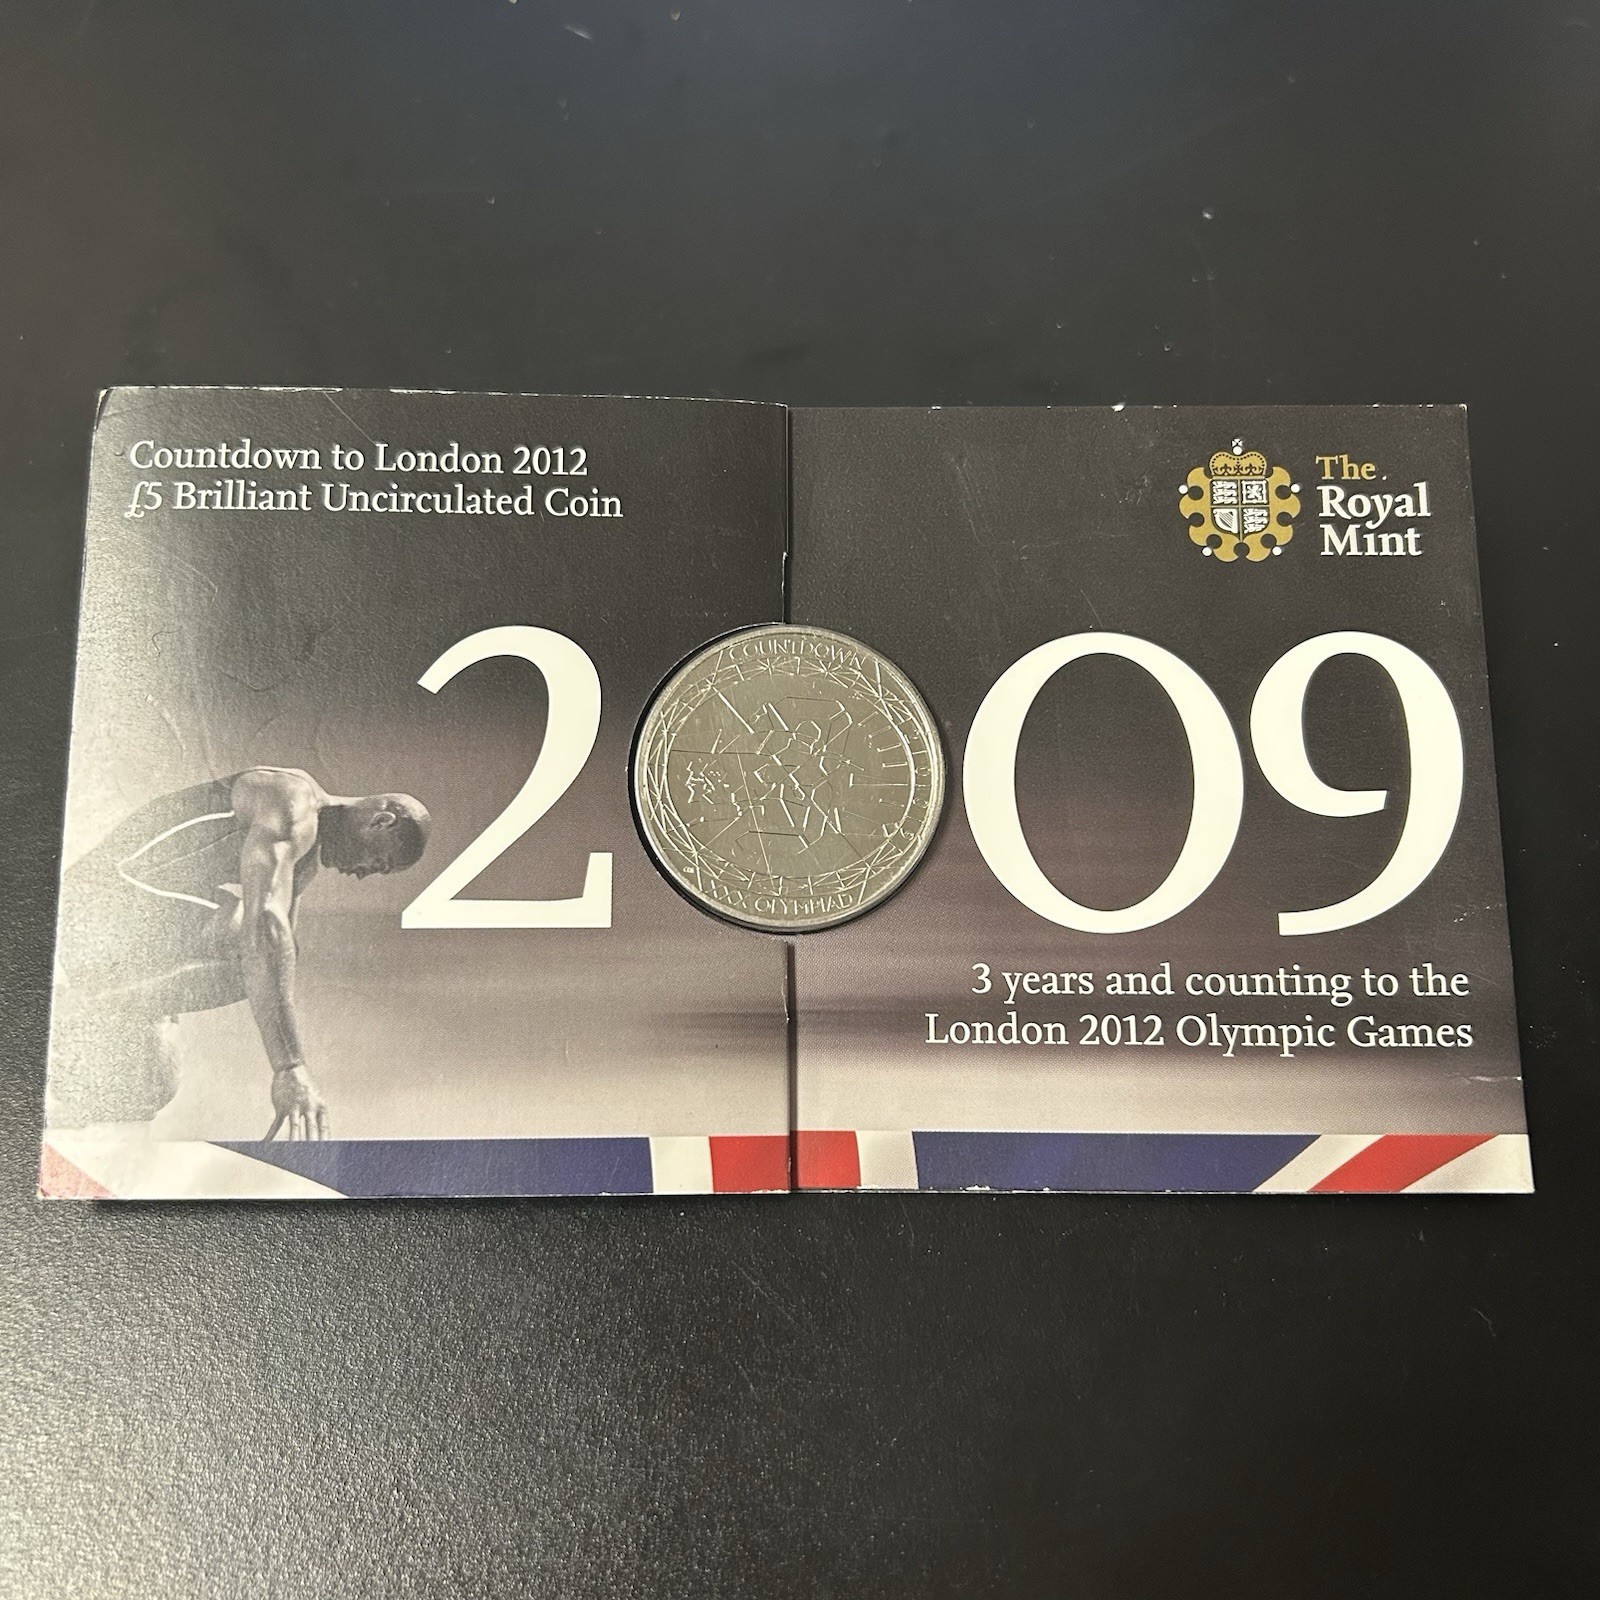 Countdown to London 2012
£5 Brilliant Uncirculated Coin
The
Royal
Mint
2 09
COUNTDOWN
XXX OLYMPIAD
3 years and counting to the
London 2012 Olympic Games